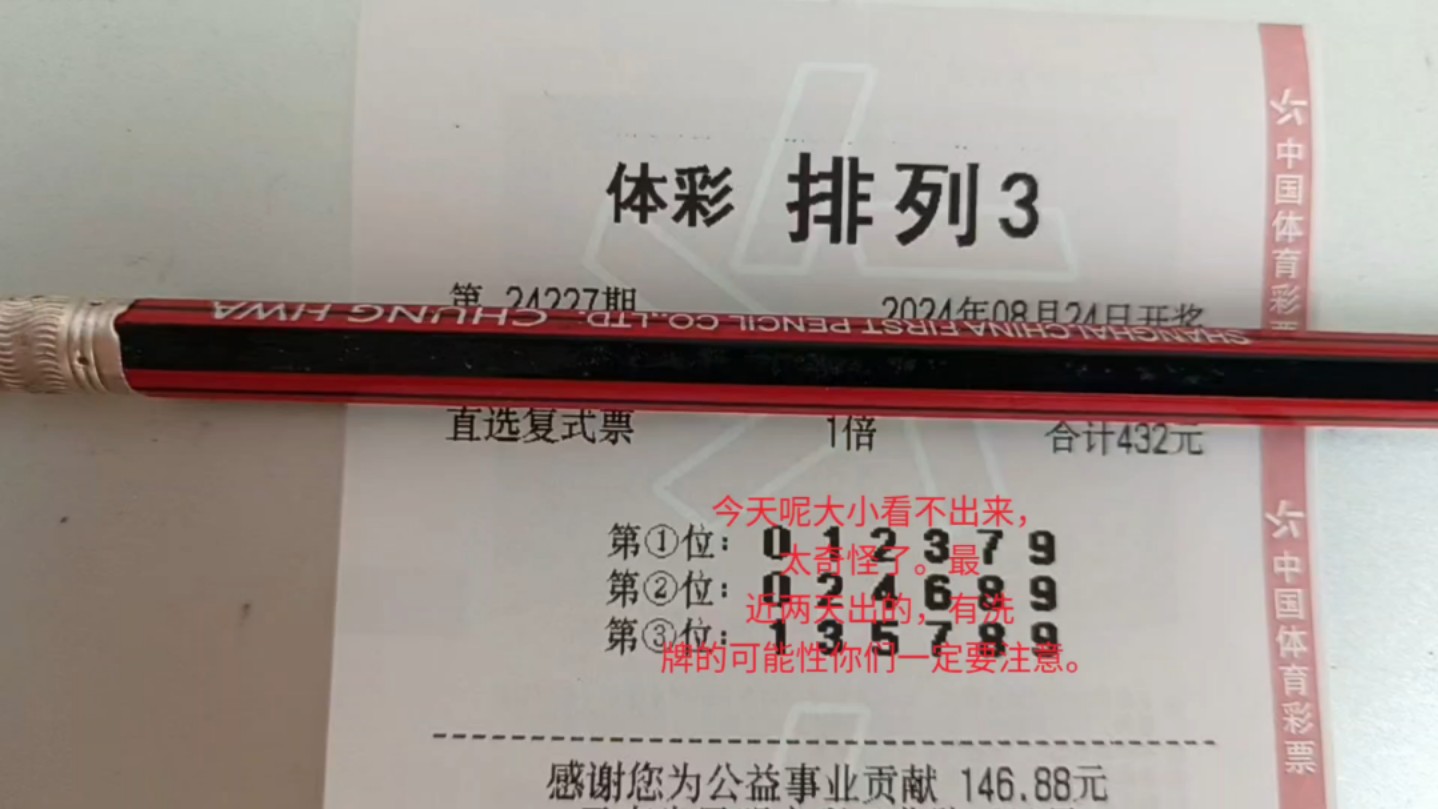 体彩 排列3
第 24227期 2024年08月24日开奖
SHANGHAI.CHINA FIRST PENCIL CO.,LTD. CHUNG HWA
直选复式票 1倍 合计432元
今天呢大小看不出来，
第①位：0 1 2 3 7 9
太奇怪了。最
第②位：0 2 4 6 8 9
近两天出的，有洗
第③位：1 3 5 7 8 9
牌的可能性你们一定要注意。
感谢您为公益事业贡献 146.88元
中国体育彩票
中国体育彩票